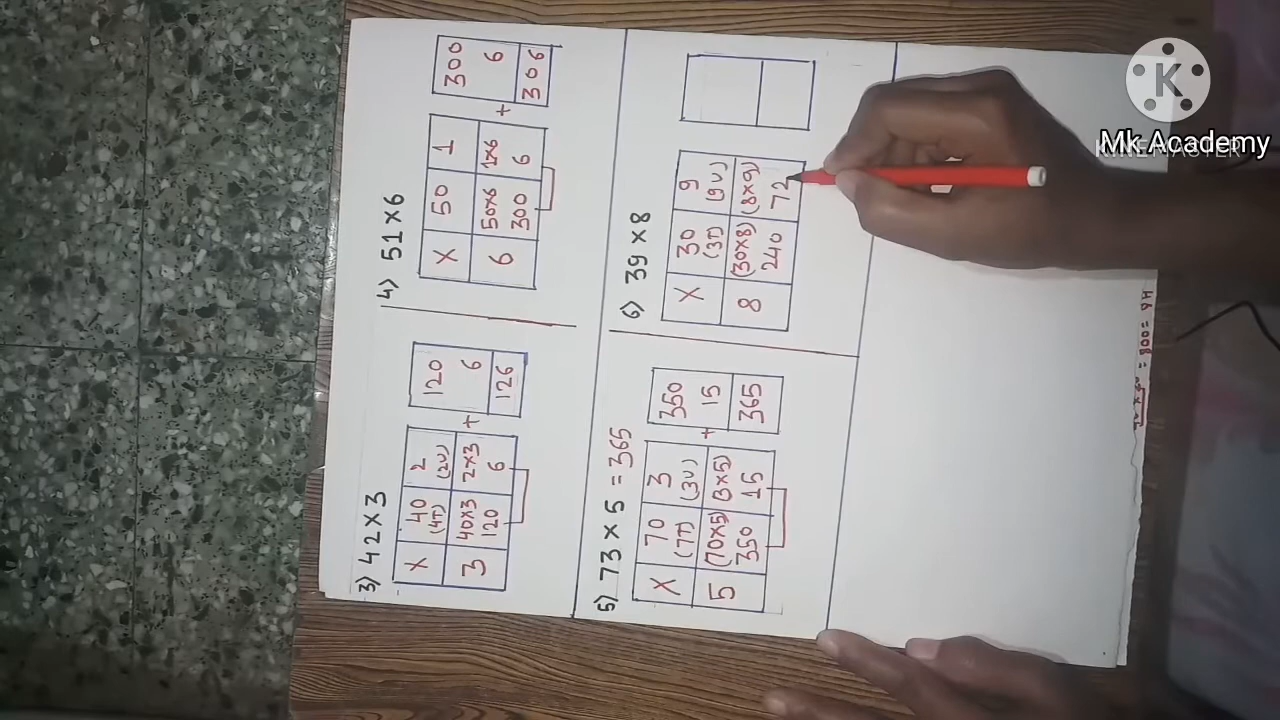 3) 42 × 3
X 40 2
(4T) (2U)
3 40×3 2×3
120 6
+
120
6
126
4) 51 × 6
X 50 1
6 50×6 1×6
300 6
+
300
6
306
5) 73 × 5 = 365
X 70 3
(7T) (3U)
5 (70×5) (3×5)
350 15
+
350
15
365
6) 39 × 8
X 30 9
(3T) (9U)
8 (30×8) (8×9)
240 72
K
Mk Academy
KINEMASTER